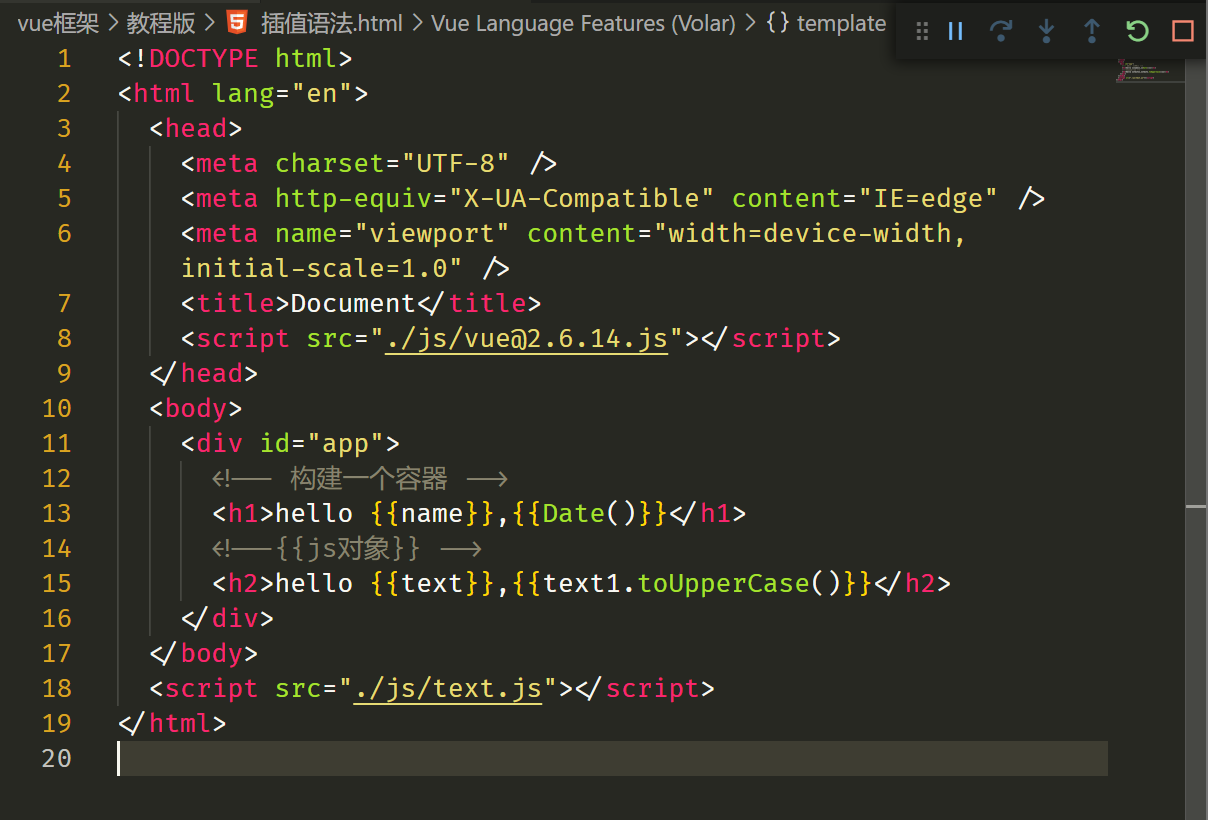 vue框架 > 教程版 > 插值语法.html > Vue Language Features (Volar) > {} template
1 <!DOCTYPE html>
2 <html lang="en">
3 <head>
4 <meta charset="UTF-8" />
5 <meta http-equiv="X-UA-Compatible" content="IE=edge" />
6 <meta name="viewport" content="width=device-width,
initial-scale=1.0" />
7 <title>Document</title>
8 <script src="./js/vue@2.6.14.js"></script>
9 </head>
10 <body>
11 <div id="app">
12 <!-- 构建一个容器 -->
13 <h1>hello {{name}},{{Date()}}</h1>
14 <!--{{js对象}} -->
15 <h2>hello {{text}},{{text1.toUpperCase()}}</h2>
16 </div>
17 </body>
18 <script src="./js/text.js"></script>
19 </html>
20